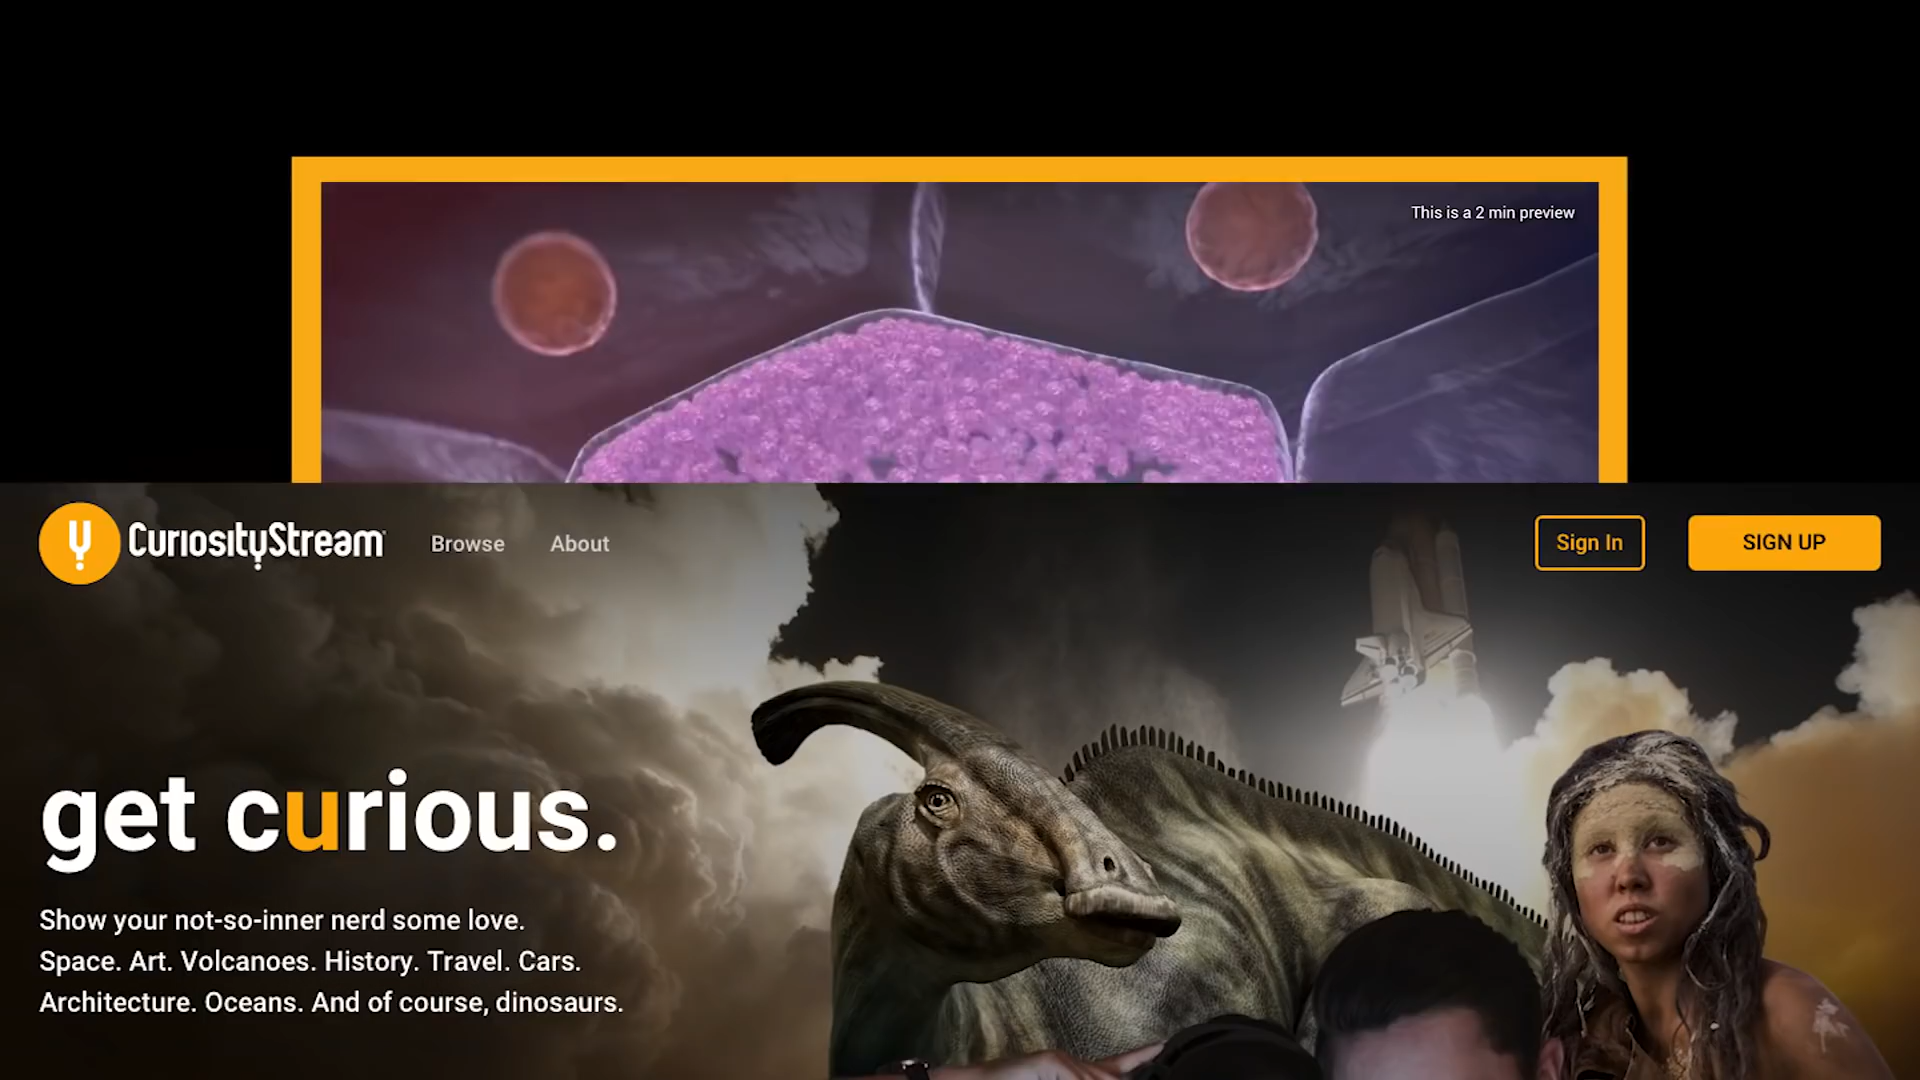 This is a 2 min preview
CuriosityStream
Browse
About
Sign In
SIGN UP
get curious.
Show your not-so-inner nerd some love.
Space. Art. Volcanoes. History. Travel. Cars.
Architecture. Oceans. And of course, dinosaurs.